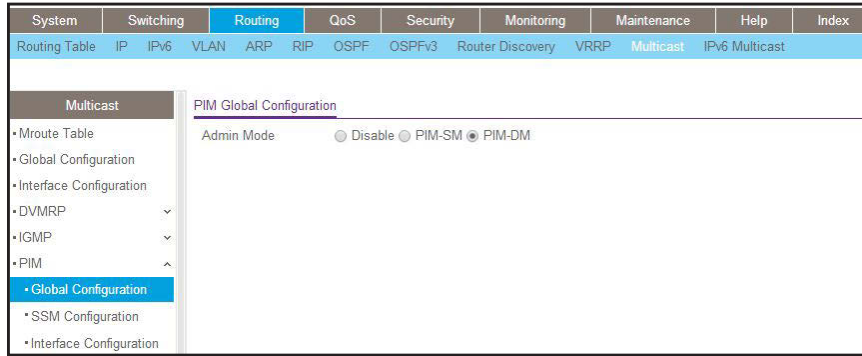 System Switching Routing QoS Security Monitoring Maintenance Help Index
Routing Table IP IPv6 VLAN ARP RIP OSPF OSPFv3 Router Discovery VRRP Multicast IPv6 Multicast
Multicast
Mroute Table
Global Configuration
Interface Configuration
DVMRP
IGMP
PIM
Global Configuration
SSM Configuration
Interface Configuration
PIM Global Configuration
Admin Mode Disable PIM-SM PIM-DM